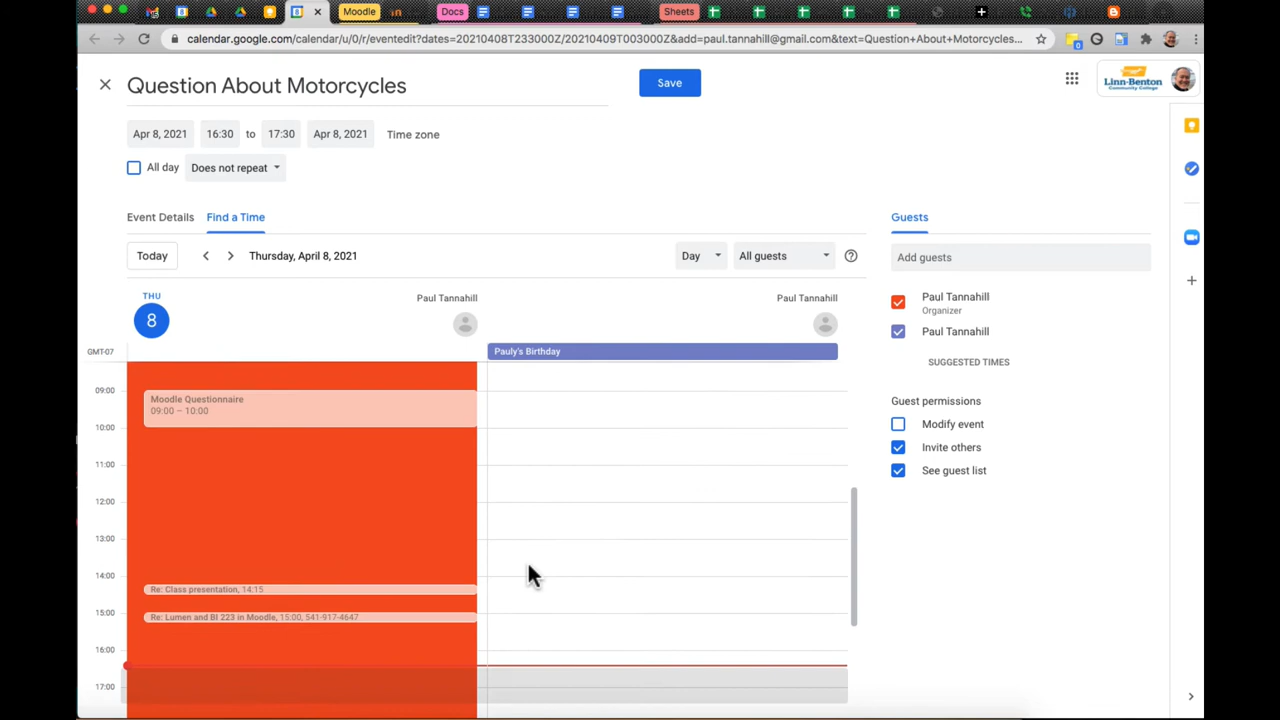 Moodle
Docs
Sheets
calendar.google.com/calendar/u/0/r/eventedit?dates=20210408T233000Z/20210409T003000Z&add=paul.tannahill@gmail.com&text=Question+About+Motorcycles...
Question About Motorcycles
Save
Linn-Benton
Community College
Apr 8, 2021 16:30 to 17:30 Apr 8, 2021 Time zone
All day Does not repeat
Event Details Find a Time
Guests
Today Thursday, April 8, 2021 Day All guests
Add guests
THU
8
Paul Tannahill
Paul Tannahill
Paul Tannahill
Organizer
Paul Tannahill
GMT-07
Pauly's Birthday
SUGGESTED TIMES
Guest permissions
Modify event
Invite others
See guest list
09:00
Moodle Questionnaire
09:00 – 10:00
10:00
11:00
12:00
13:00
14:00
Re: Class presentation, 14:15
15:00
Re: Lumen and BI 223 in Moodle, 15:00, 541-917-4647
16:00
17:00